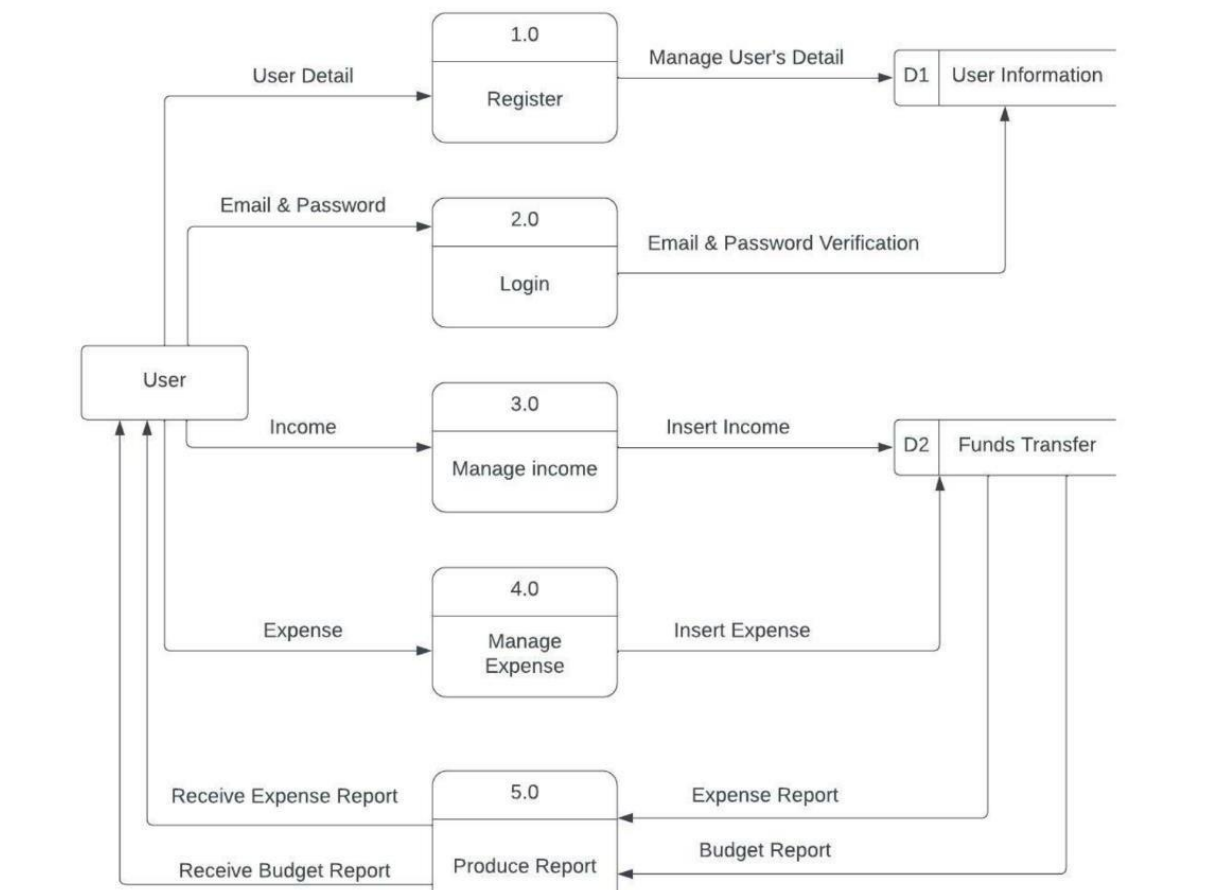 1.0
Manage User's Detail
D1
User Information
User Detail
Register
Email & Password
2.0
Email & Password Verification
Login
User
3.0
Income
Insert Income
D2
Funds Transfer
Manage income
4.0
Expense
Insert Expense
Manage
Expense
5.0
Receive Expense Report
Expense Report
Budget Report
Receive Budget Report
Produce Report